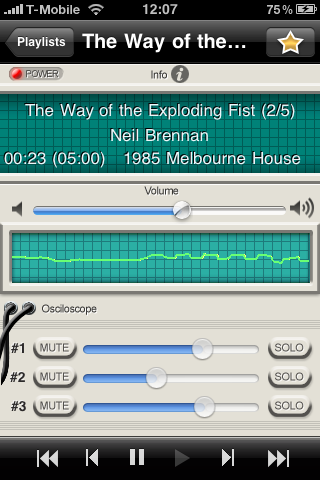 T-Mobile 12:07 75%
Playlists The Way of the...
POWER Info i
The Way of the Exploding Fist (2/5)
Neil Brennan
00:23 (05:00) 1985 Melbourne House
Volume
Osciloscope
#1 MUTE SOLO
#2 MUTE SOLO
#3 MUTE SOLO